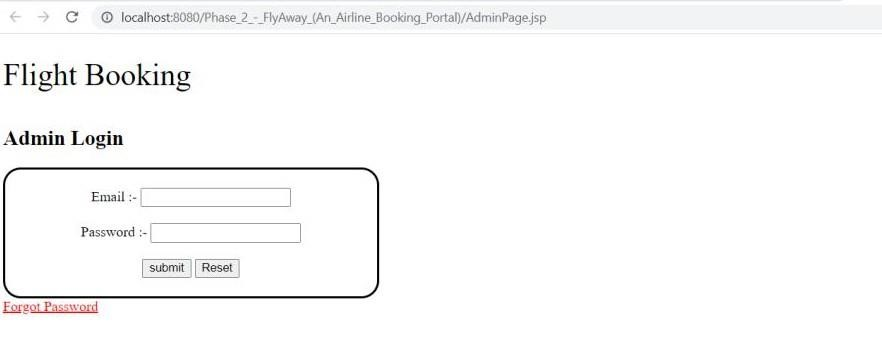 localhost:8080/Phase_2_-_FlyAway_(An_Airline_Booking_Portal)/AdminPage.jsp
Flight Booking
Admin Login
Email :-
Password :-
submit Reset
Forgot Password